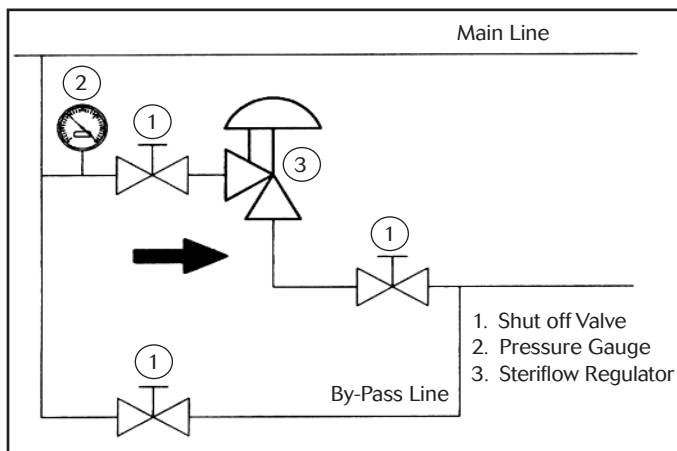 Main Line
2
1
3
1
1. Shut off Valve
2. Pressure Gauge
3. Steriflow Regulator
1
By-Pass Line